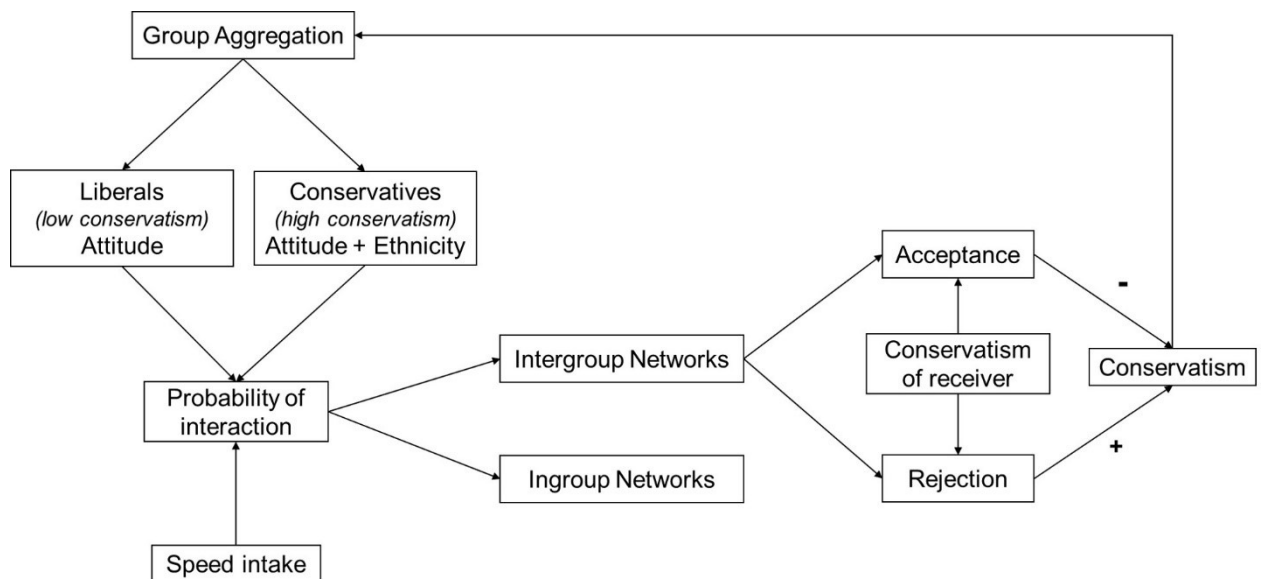 Group Aggregation
Liberals
(low conservatism)
Attitude
Conservatives
(high conservatism)
Attitude + Ethnicity
Probability of
interaction
Speed intake
Intergroup Networks
Ingroup Networks
Acceptance
Conservatism
of receiver
Rejection
-
+
Conservatism